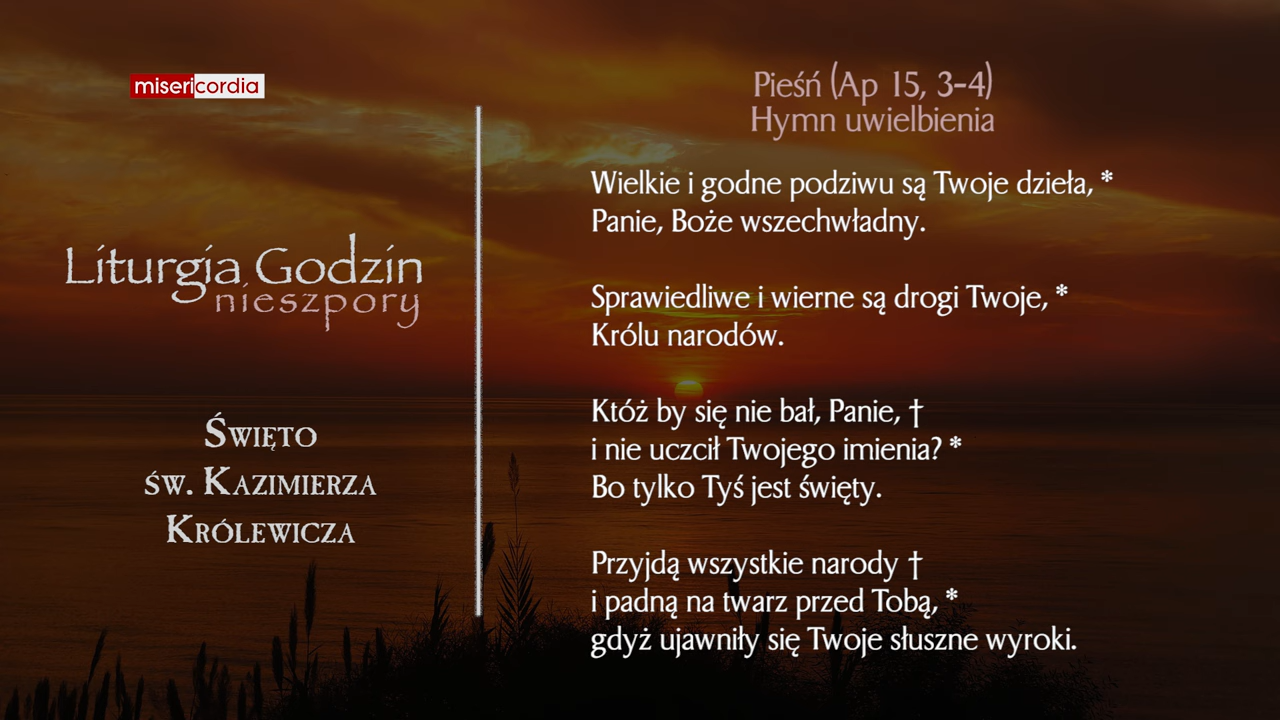 misericordia
Liturgia Godzin
nieszpory
Święto
św. Kazimierza
Królewicza
Pieśń (Ap 15, 3-4)
Hymn uwielbienia
Wielkie i godne podziwu są Twoje dzieła, *
Panie, Boże wszechwładny.
Sprawiedliwe i wierne są drogi Twoje, *
Królu narodów.
Któż by się nie bał, Panie, †
i nie uczcił Twojego imienia? *
Bo tylko Tyś jest święty.
Przyjdą wszystkie narody †
i padną na twarz przed Tobą, *
gdyż ujawniły się Twoje słuszne wyroki.